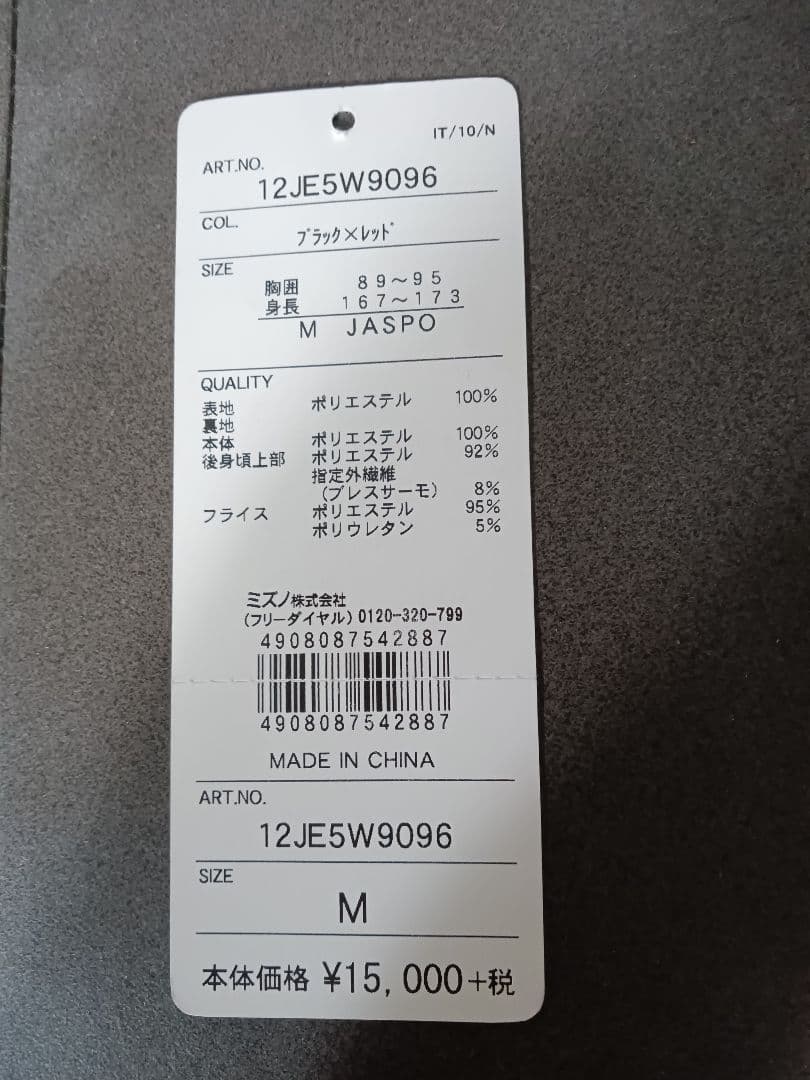 IT/10/N
ART.NO.
12JE5W9096
COL.
ﾌﾞﾗｯｸ×ﾚｯﾄﾞ
SIZE
胸囲 89～95
身長 167～173
M JASPO
QUALITY
表地 ポリエステル 100%
裏地
本体 ポリエステル 100%
後身頃上部 ポリエステル 92%
指定外繊維
(ブレスサーモ) 8%
フライス ポリエステル 95%
ポリウレタン 5%
ミズノ株式会社
(フリーダイヤル) 0120-320-799
4908087542887
4908087542887
MADE IN CHINA
ART.NO.
12JE5W9096
SIZE
M
本体価格 ¥15,000+税